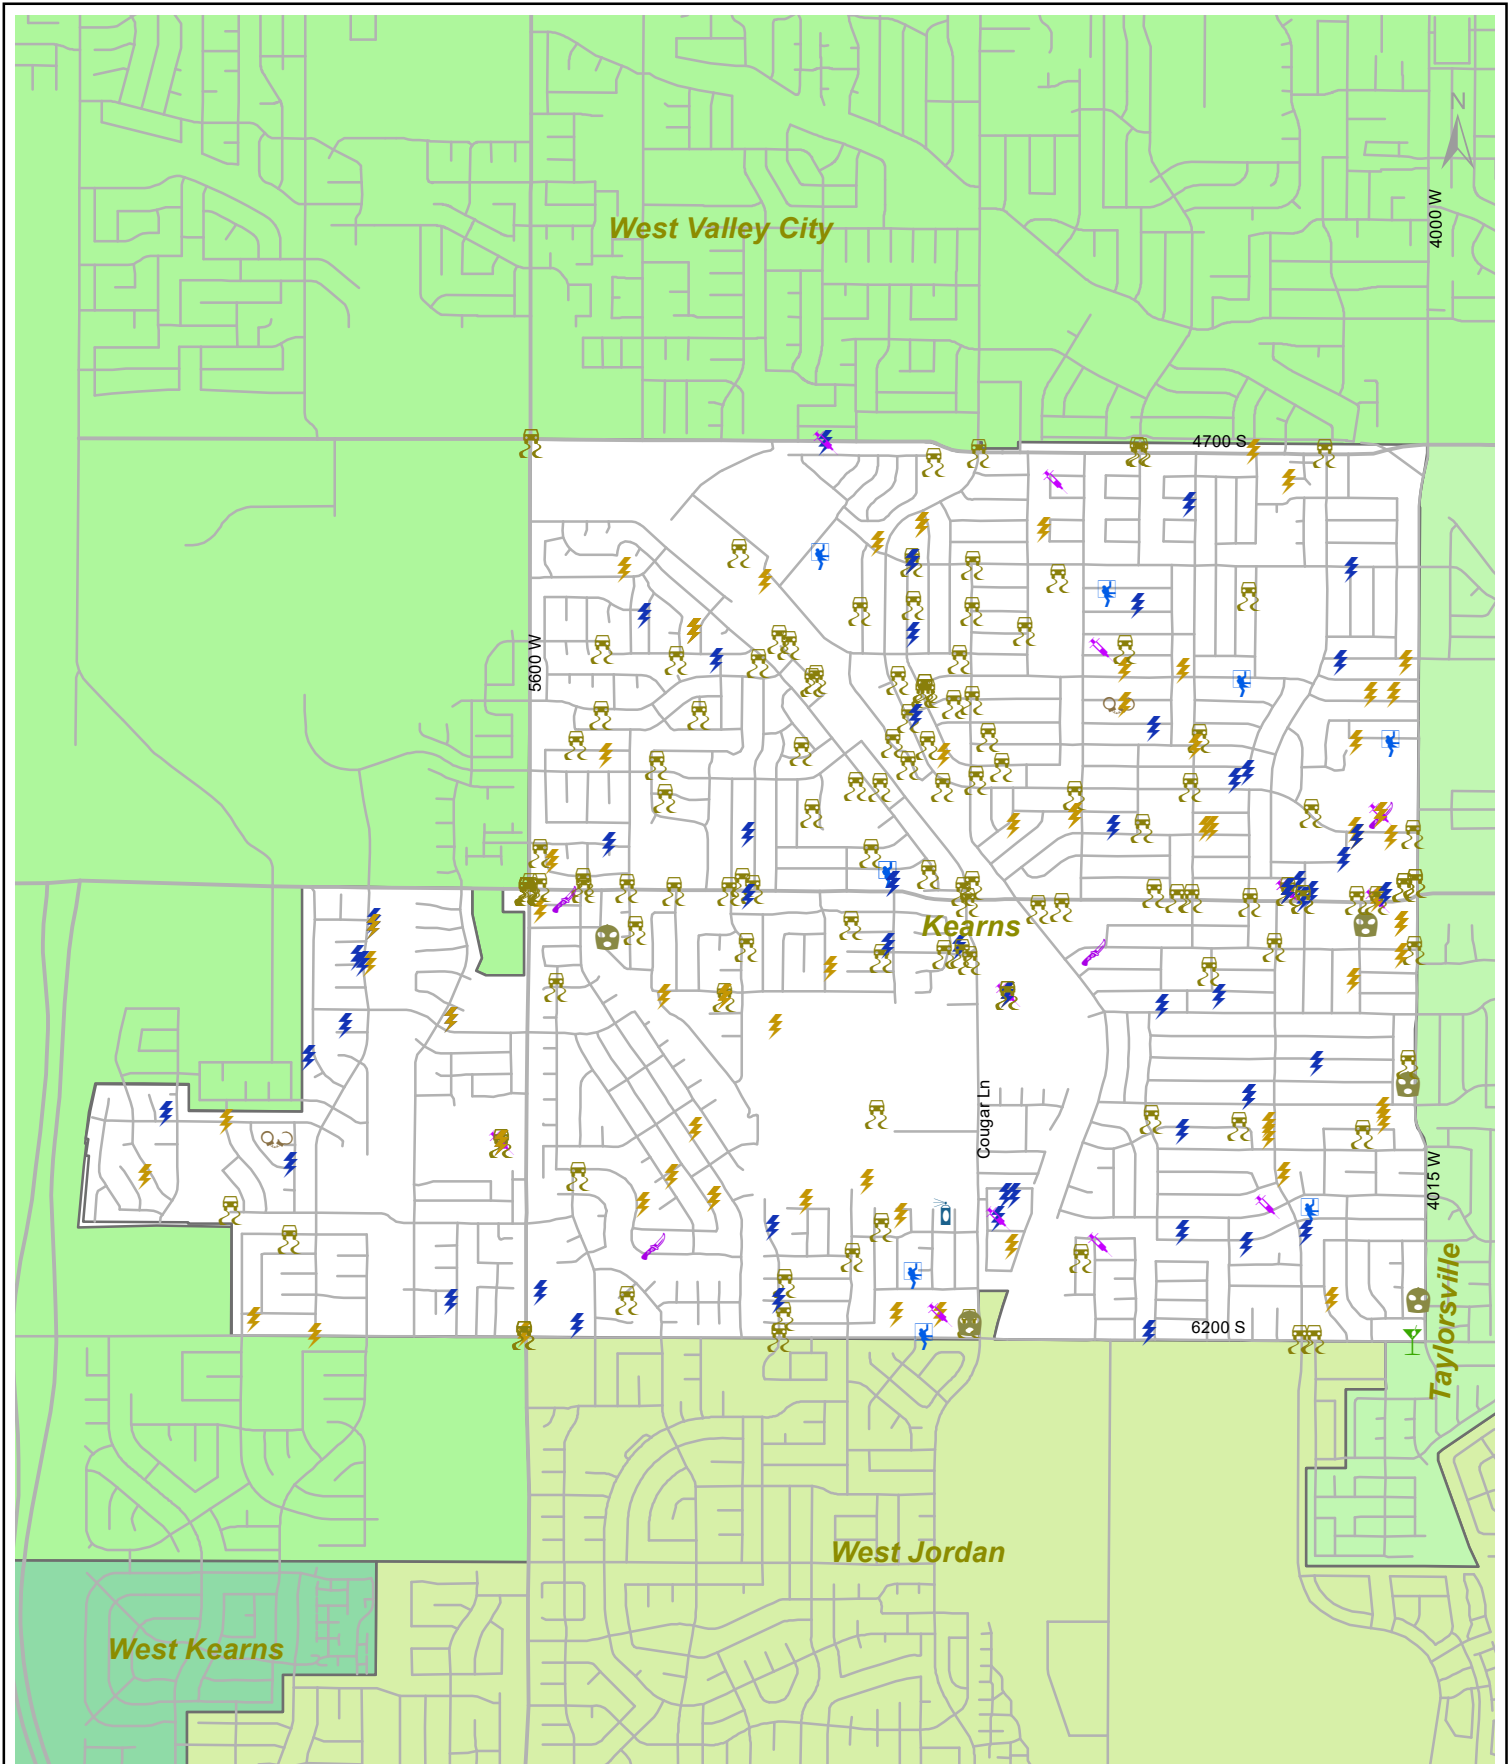 N
4000 W
West Valley City
4700 S
5600 W
Kearns
Cougar Ln
4015 W
6200 S
Taylorsville
West Jordan
West Kearns